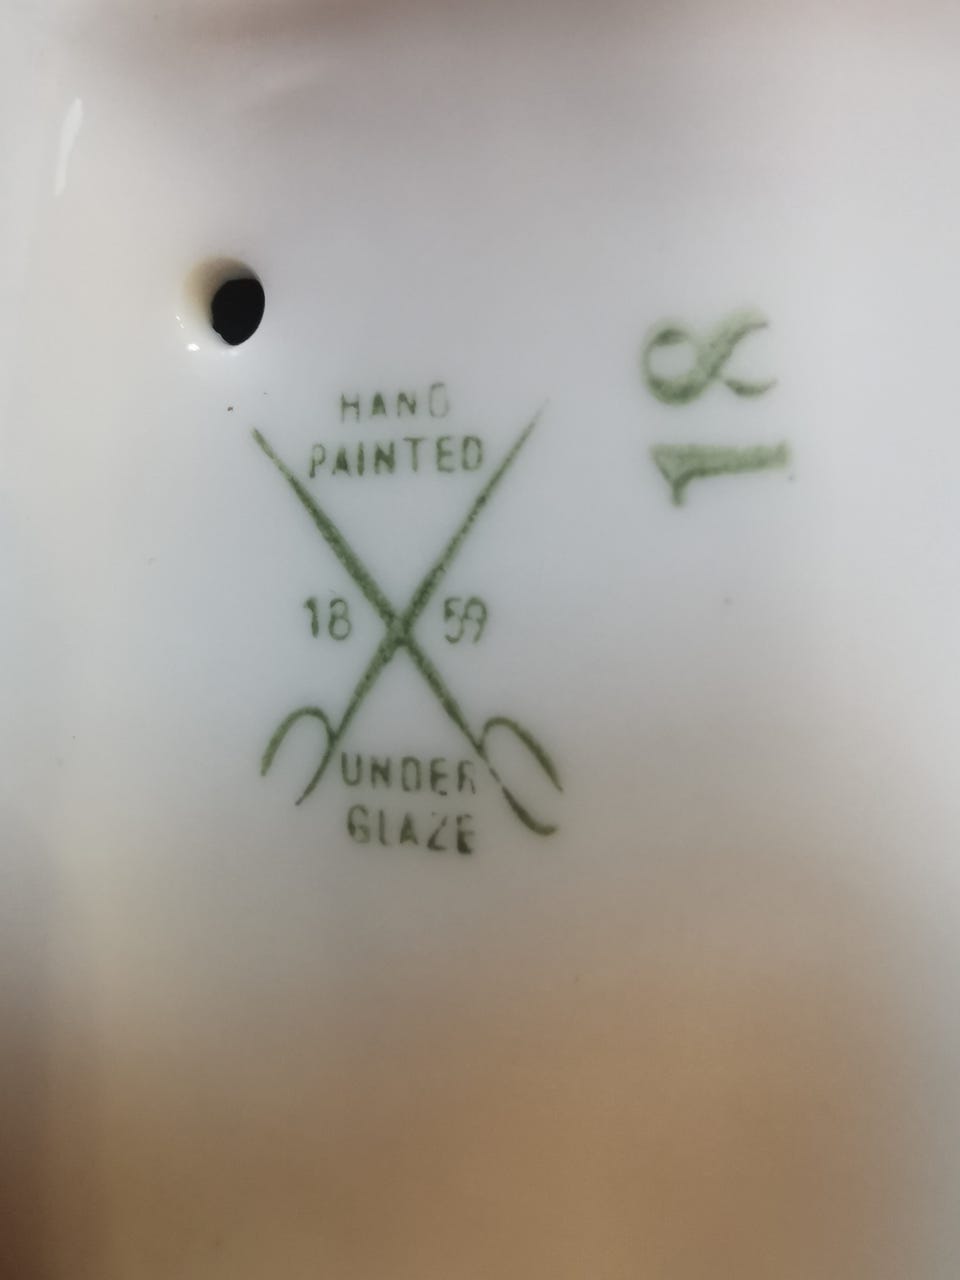 HAND
PAINTED
18 59
UNDER
GLAZE
18